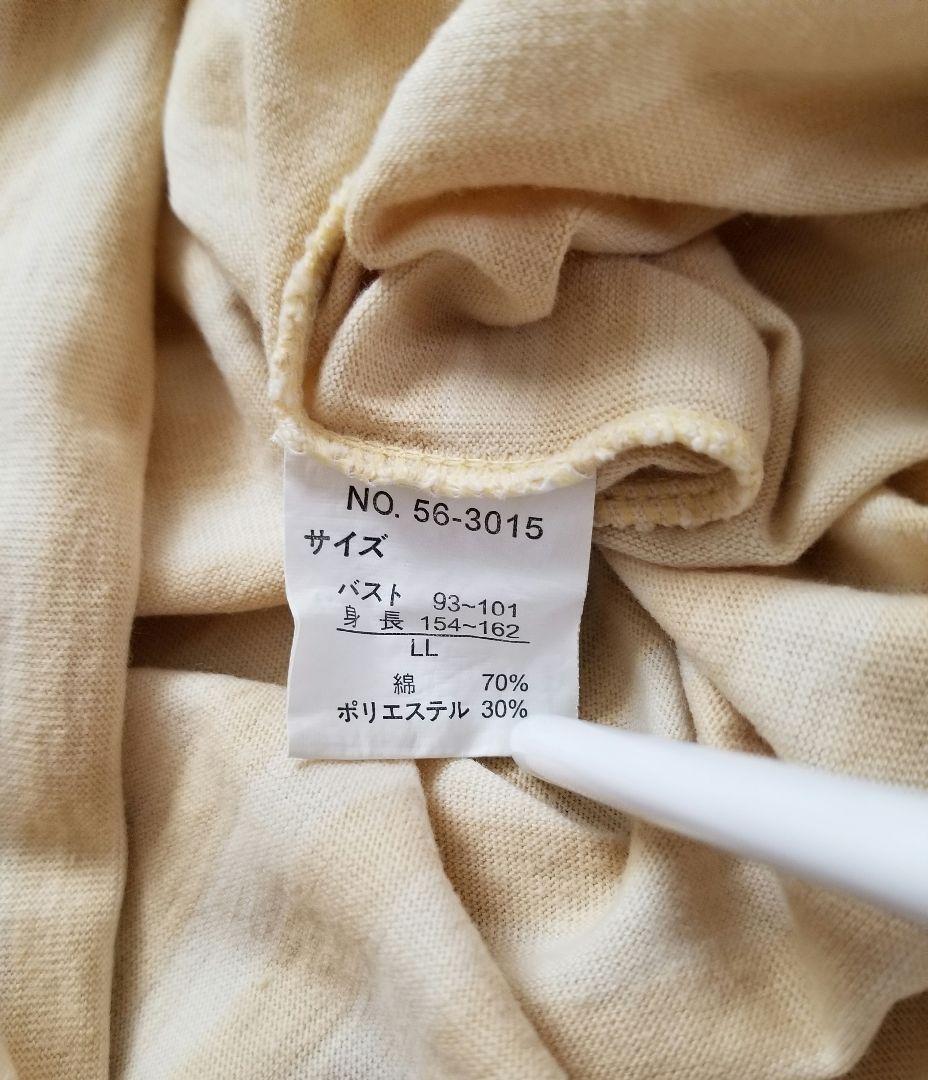 NO. 56-3015
サイズ
バスト 93~101
身長 154~162
LL
綿 70%
ポリエステル 30%